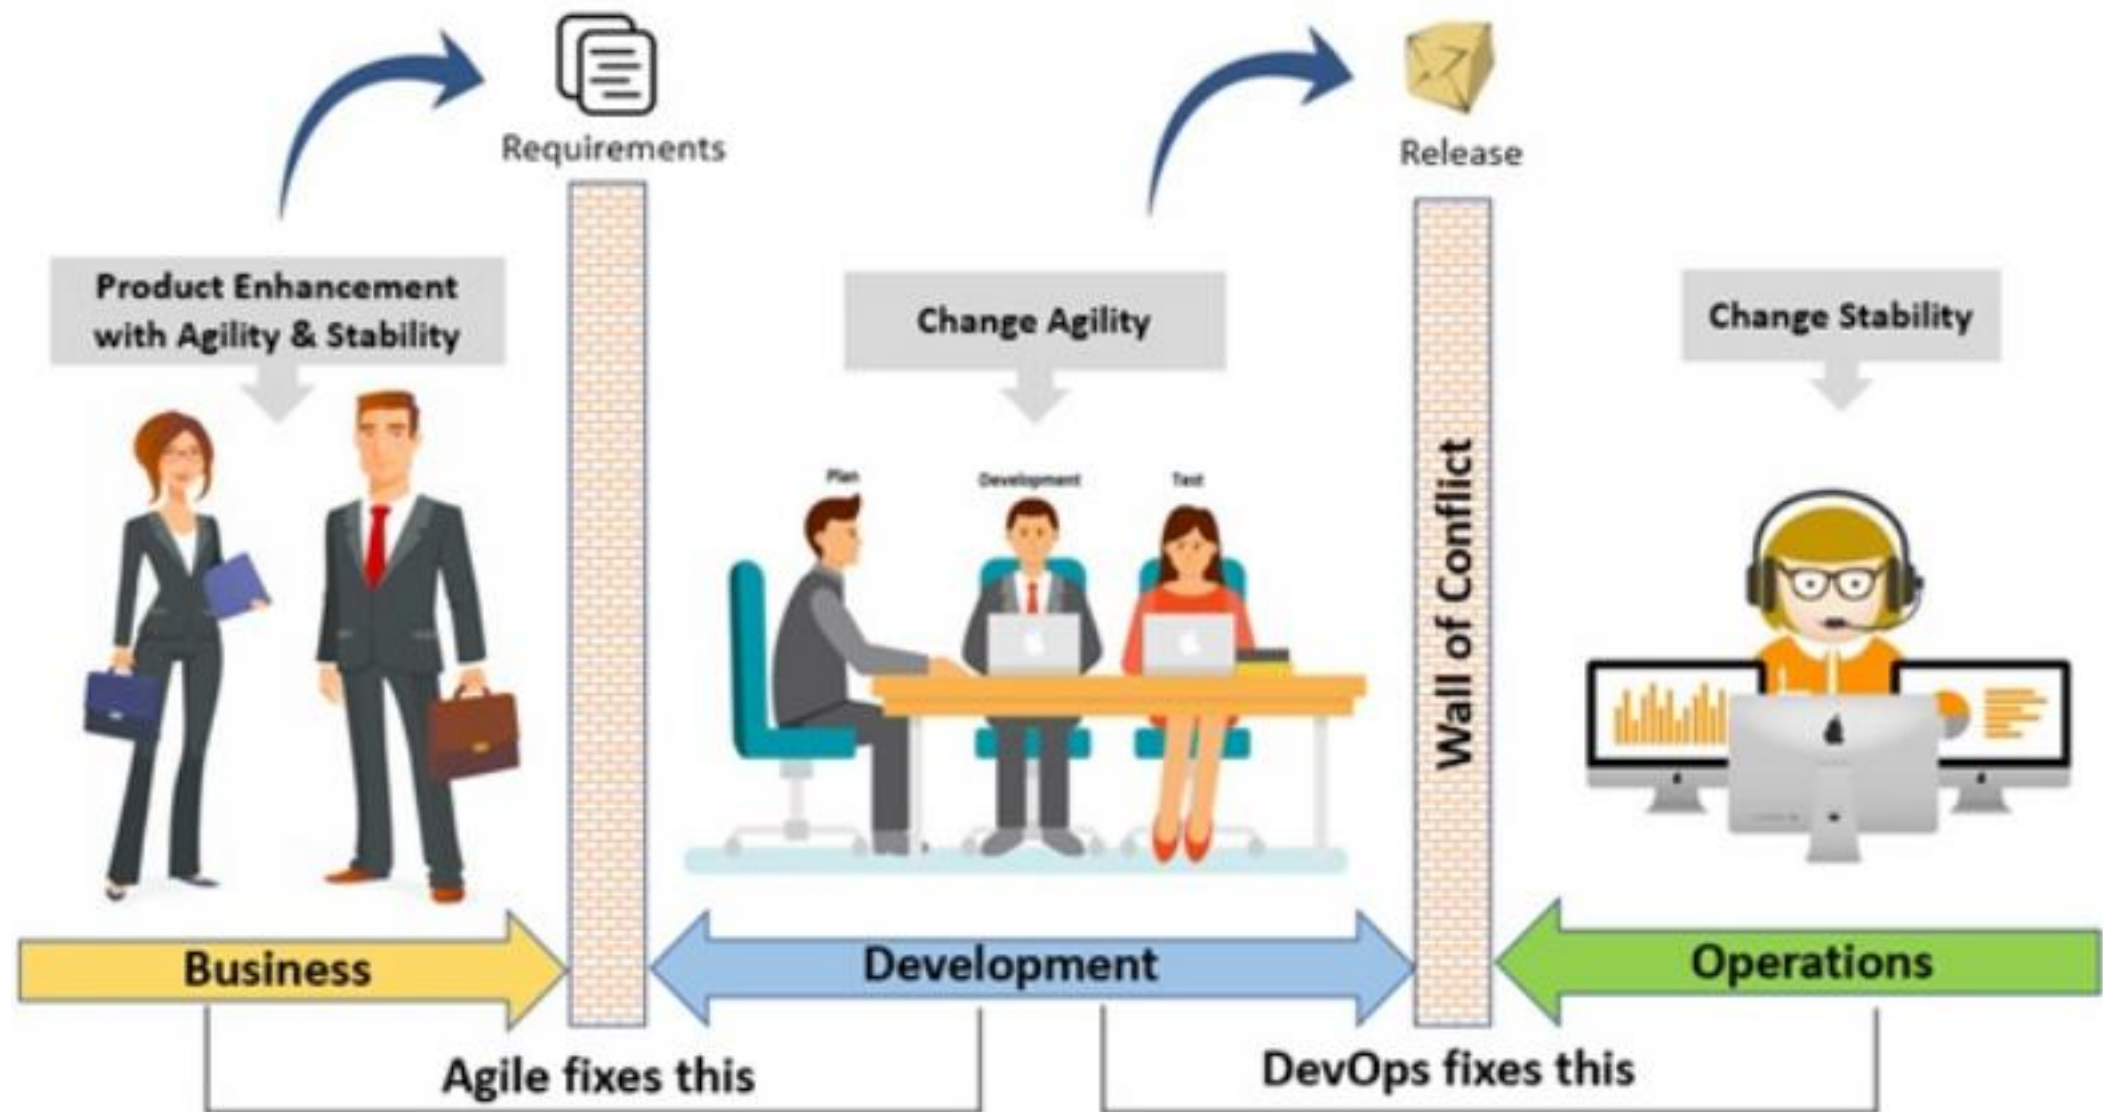 Requirements
Release
Product Enhancement
with Agility & Stability
Change Agility
Change Stability
Plan
Development
Test
Wall of Conflict
Business
Development
Operations
Agile fixes this
DevOps fixes this